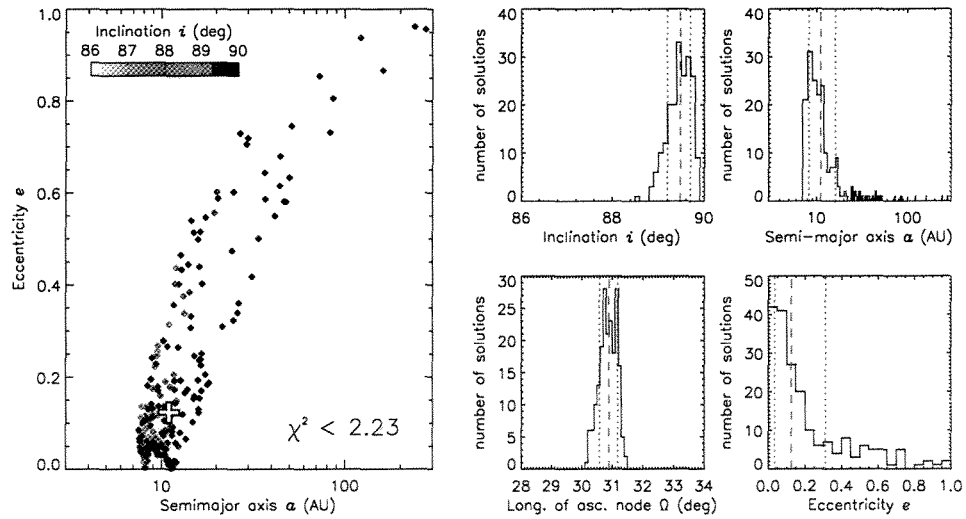 Inclination i (deg)
86 87 88 89 90
1.0
0.8
0.6
0.4
0.2
0.0
Eccentricity e
χ² < 2.23
10 100
Semimajor axis a (AU)
40
30
20
10
0
number of solutions
86 88 90
Inclination i (deg)
40
30
20
10
0
number of solutions
10 100
Semi-major axis a (AU)
30
25
20
15
10
5
0
number of solutions
28 29 30 31 32 33 34
Long. of asc. node Ω (deg)
50
40
30
20
10
0
number of solutions
0.0 0.2 0.4 0.6 0.8 1.0
Eccentricity e